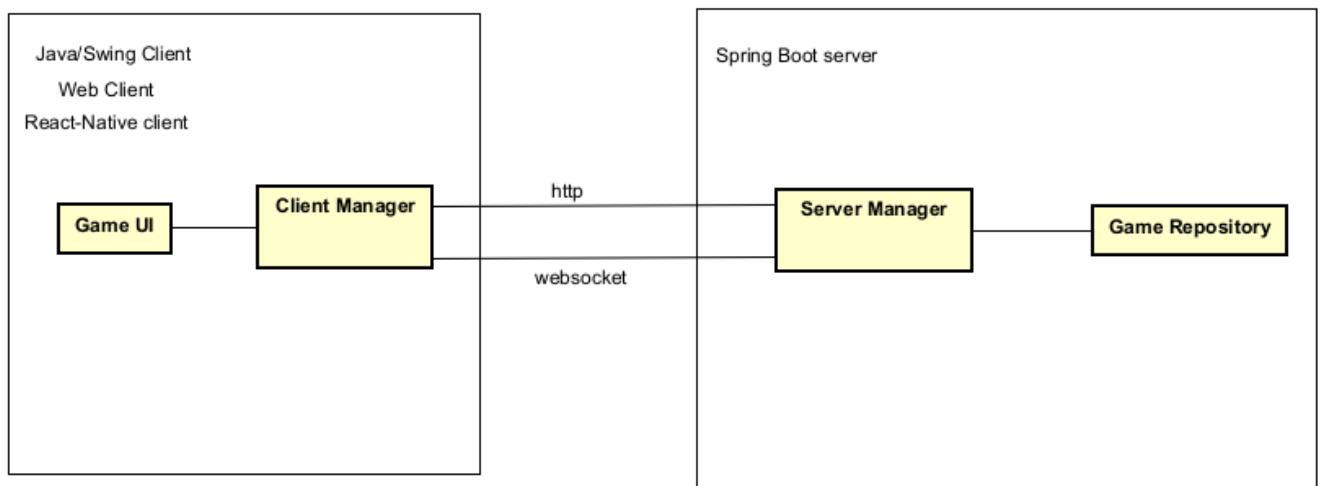 Java/Swing Client
Web Client
React-Native client
Game UI
Client Manager
http
websocket
Spring Boot server
Server Manager
Game Repository